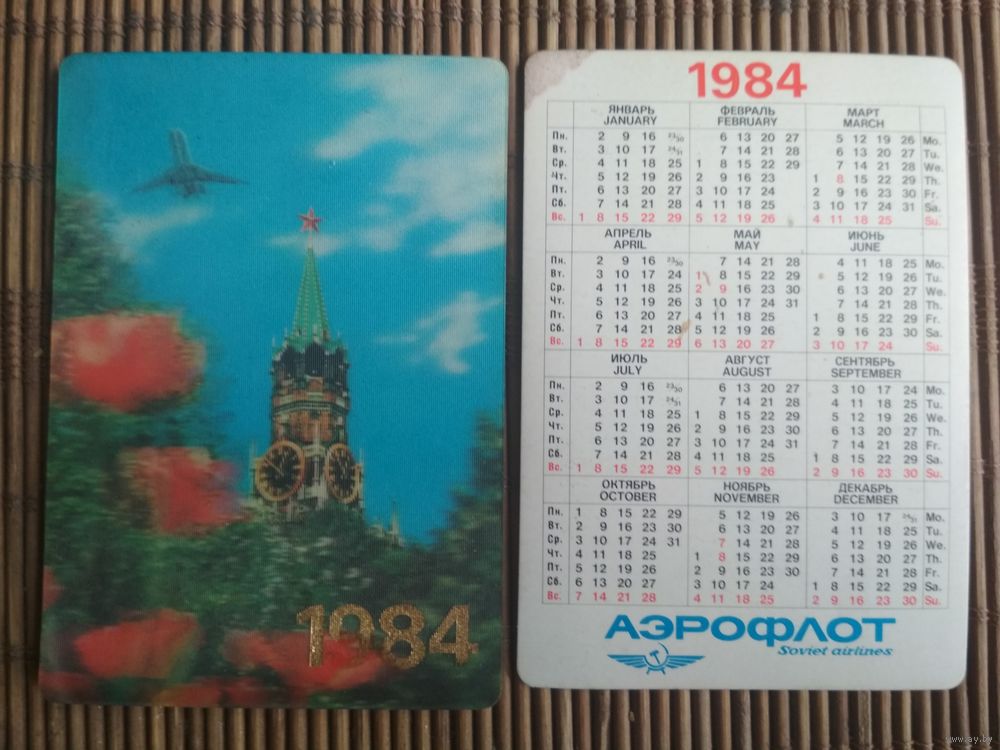 1984
1984
ЯНВАРЬ ФЕВРАЛЬ МАРТ
JANUARY FEBRUARY MARCH
Пн. 2 9 16 23/30 6 13 20 27 5 12 19 26 Mo.
Вт. 3 10 17 24/31 7 14 21 28 6 13 20 27 Tu.
Ср. 4 11 18 25 1 8 15 22 29 7 14 21 28 We.
Чт. 5 12 19 26 2 9 16 23 1 8 15 22 29 Th.
Пт. 6 13 20 27 3 10 17 24 2 9 16 23 30 Fr.
Сб. 7 14 21 28 4 11 18 25 3 10 17 24 31 Sa.
Вс. 1 8 15 22 29 5 12 19 26 4 11 18 25 Su.
АПРЕЛЬ МАЙ ИЮНЬ
APRIL MAY JUNE
Пн. 2 9 16 23/30 7 14 21 28 4 11 18 25 Mo.
Вт. 3 10 17 24 1 8 15 22 29 5 12 19 26 Tu.
Ср. 4 11 18 25 2 9 16 23 30 6 13 20 27 We.
Чт. 5 12 19 26 3 10 17 24 31 7 14 21 28 Th.
Пт. 6 13 20 27 4 11 18 25 1 8 15 22 29 Fr.
Сб. 7 14 21 28 5 12 19 26 2 9 16 23 30 Sa.
Вс. 1 8 15 22 29 6 13 20 27 3 10 17 24 Su.
ИЮЛЬ АВГУСТ СЕНТЯБРЬ
JULY AUGUST SEPTEMBER
Пн. 2 9 16 23/30 6 13 20 27 3 10 17 24 Mo.
Вт. 3 10 17 24/31 7 14 21 28 4 11 18 25 Tu.
Ср. 4 11 18 25 1 8 15 22 29 5 12 19 26 We.
Чт. 5 12 19 26 2 9 16 23 30 6 13 20 27 Th.
Пт. 6 13 20 27 3 10 17 24 31 7 14 21 28 Fr.
Сб. 7 14 21 28 4 11 18 25 1 8 15 22 29 Sa.
Вс. 1 8 15 22 29 5 12 19 26 2 9 16 23 30 Su.
ОКТЯБРЬ НОЯБРЬ ДЕКАБРЬ
OCTOBER NOVEMBER DECEMBER
Пн. 1 8 15 22 29 5 12 19 26 3 10 17 24/31 Mo.
Вт. 2 9 16 23 30 6 13 20 27 4 11 18 25 Tu.
Ср. 3 10 17 24 31 7 14 21 28 5 12 19 26 We.
Чт. 4 11 18 25 1 8 15 22 29 6 13 20 27 Th.
Пт. 5 12 19 26 2 9 16 23 30 7 14 21 28 Fr.
Сб. 6 13 20 27 3 10 17 24 1 8 15 22 29 Sa.
Вс. 7 14 21 28 4 11 18 25 2 9 16 23 30 Su.
АЭРОФЛОТ
Soviet airlines
www.ay.by